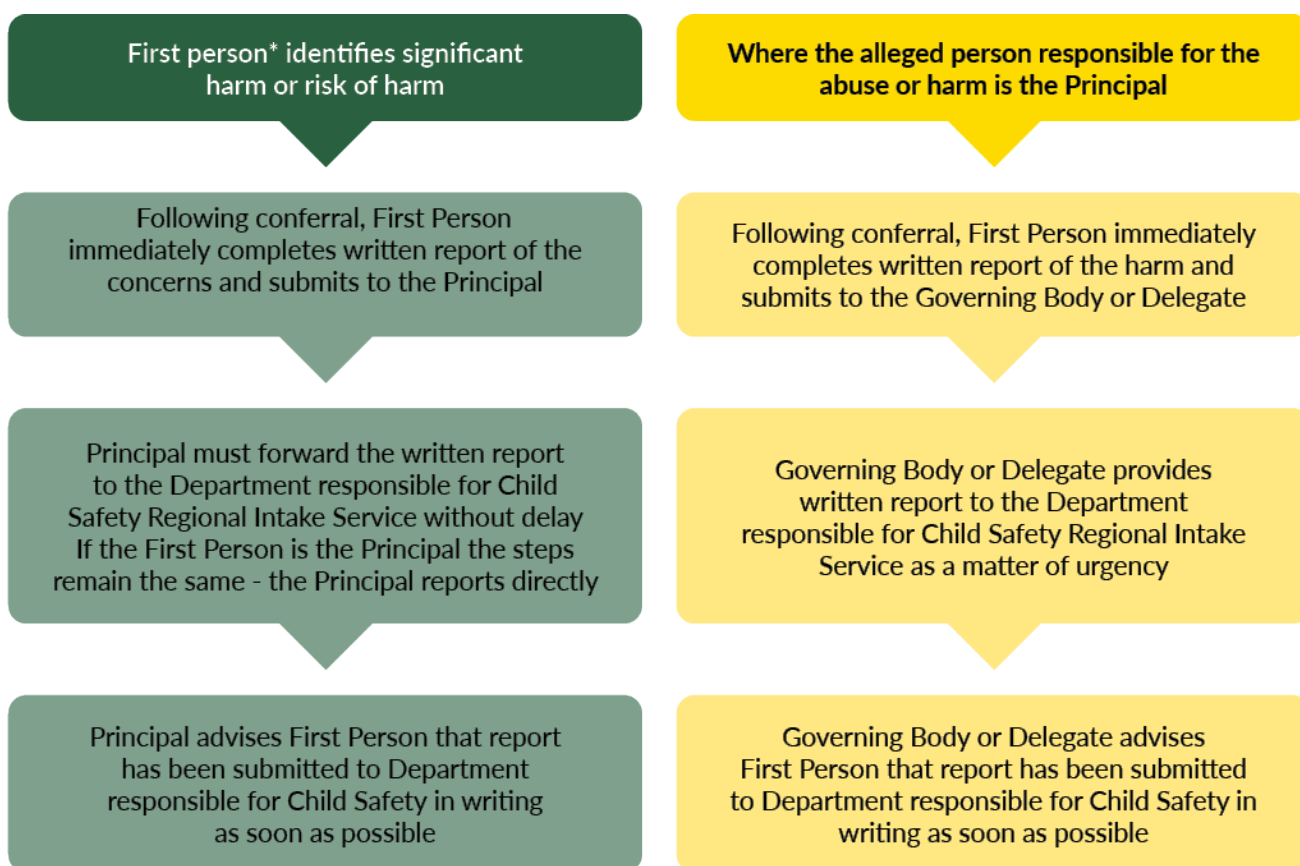 First person* identifies significant
harm or risk of harm
Following conferral, First Person
immediately completes written report of the
concerns and submits to the Principal
Principal must forward the written report
to the Department responsible for Child
Safety Regional Intake Service without delay
If the First Person is the Principal the steps
remain the same - the Principal reports directly
Principal advises First Person that report
has been submitted to Department
responsible for Child Safety in writing
as soon as possible
Where the alleged person responsible for the
abuse or harm is the Principal
Following conferral, First Person immediately
completes written report of the harm and
submits to the Governing Body or Delegate
Governing Body or Delegate provides
written report to the Department
responsible for Child Safety Regional Intake
Service as a matter of urgency
Governing Body or Delegate advises
First Person that report has been submitted
to Department responsible for Child Safety in
writing as soon as possible